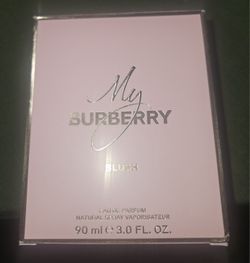 My
BURBERRY
BLUSH
EAU DE PARFUM
NATURAL SPRAY VAPORISATEUR
90 ml ℮ 3.0 FL. OZ.